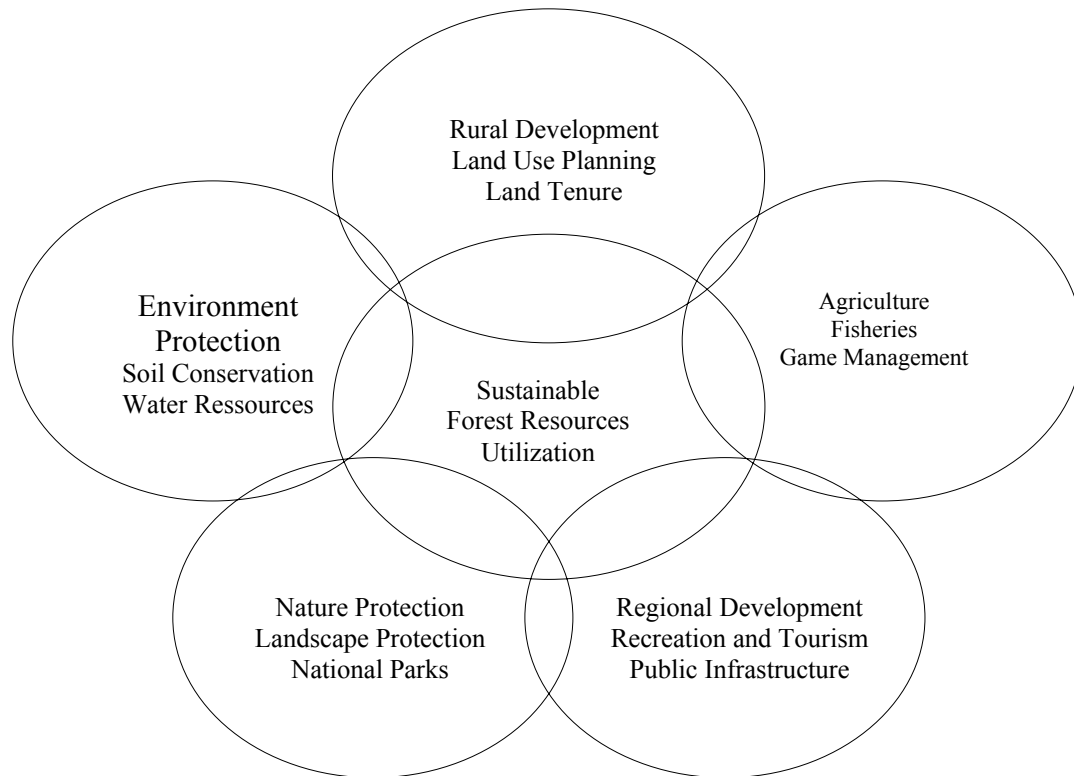 Rural Development
Land Use Planning
Land Tenure
Environment
Protection
Soil Conservation
Water Ressources
Agriculture
Fisheries
Game Management
Sustainable
Forest Resources
Utilization
Nature Protection
Landscape Protection
National Parks
Regional Development
Recreation and Tourism
Public Infrastructure